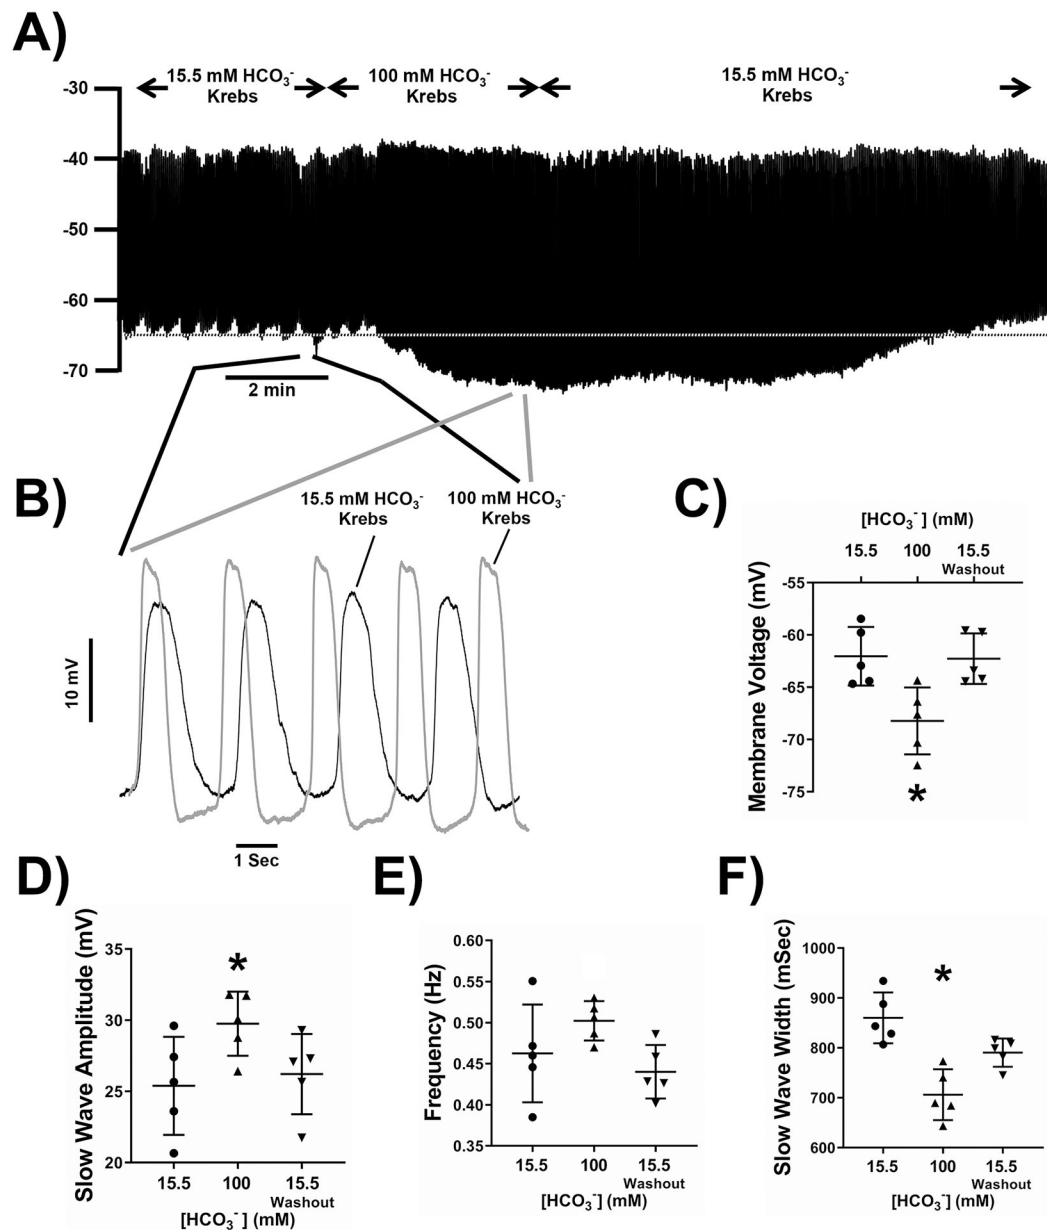 A)
15.5 mM HCO₃⁻
Krebs
100 mM HCO₃⁻
Krebs
15.5 mM HCO₃⁻
Krebs
-30
-40
-50
-60
-70
2 min
B)
15.5 mM HCO₃⁻
Krebs
100 mM HCO₃⁻
Krebs
10 mV
1 Sec
C)
[HCO₃⁻] (mM)
15.5
100
15.5
Washout
Membrane Voltage (mV)
-55
-60
-65
-70
-75
*
D)
Slow Wave Amplitude (mV)
35
30
25
20
*
15.5
100
15.5
Washout
[HCO₃⁻] (mM)
E)
Frequency (Hz)
0.60
0.55
0.50
0.45
0.40
0.35
15.5
100
15.5
Washout
[HCO₃⁻] (mM)
F)
Slow Wave Width (mSec)
1000
900
800
700
600
*
15.5
100
15.5
Washout
[HCO₃⁻] (mM)